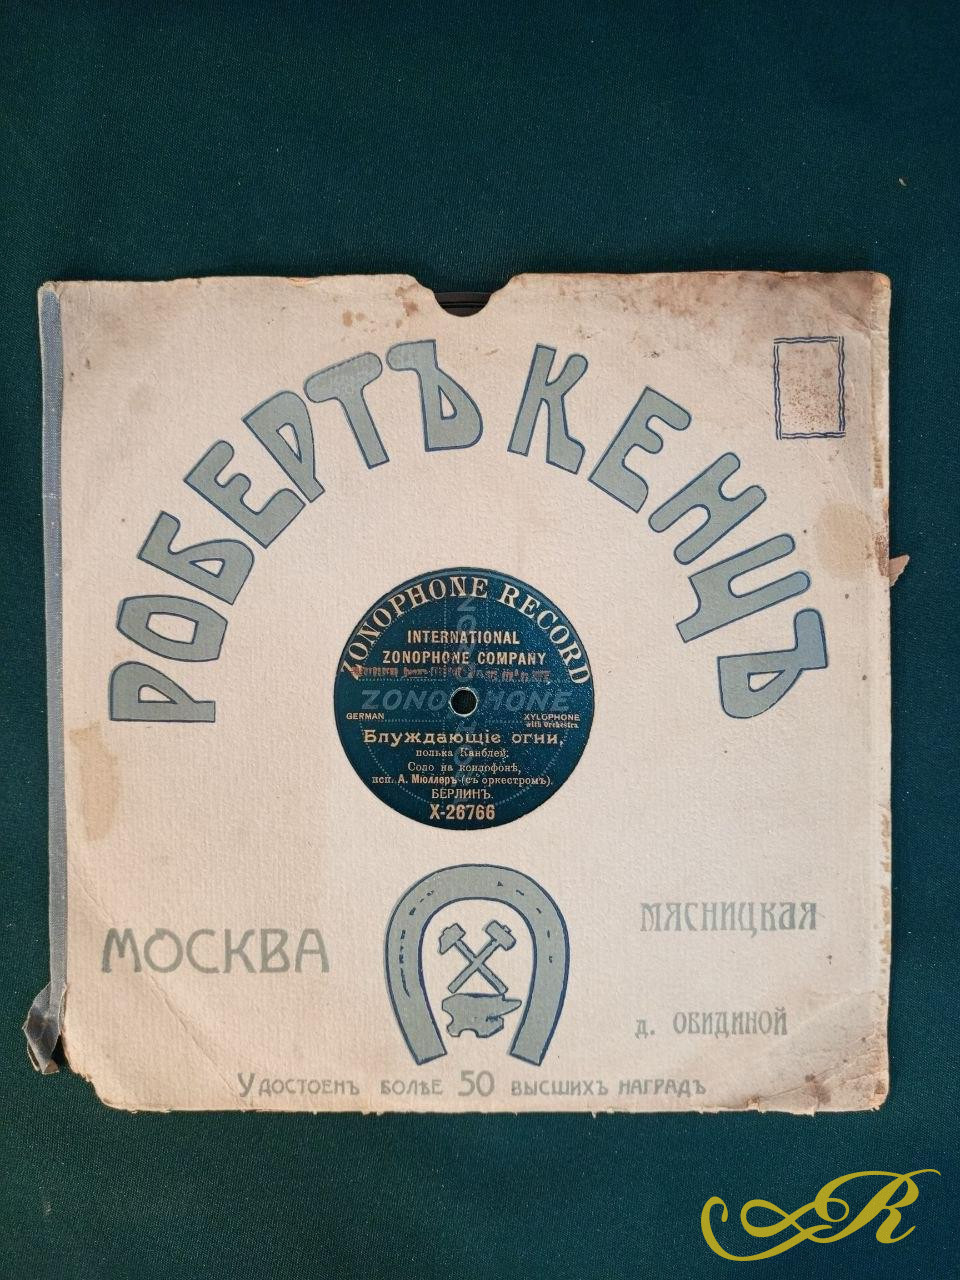 РОБЕРТЪ КЕНЦЪ
ZONOPHONE RECORD
INTERNATIONAL
ZONOPHONE COMPANY
ZONOPHONE
GERMAN
XYLOPHONE
with Orchestra
Блуждающіе огни,
полька Канблей.
Соло на ксилофонѣ,
исп. А. Мюллеръ (съ оркестромъ).
БЕРЛИНЪ.
X-26766
МОСКВА
МЯСНИЦКАЯ
д. ОБИДИНОЙ
УДОСТОЕНЪ БОЛѢЕ 50 ВЫСШИХЪ НАГРАДЪ
R